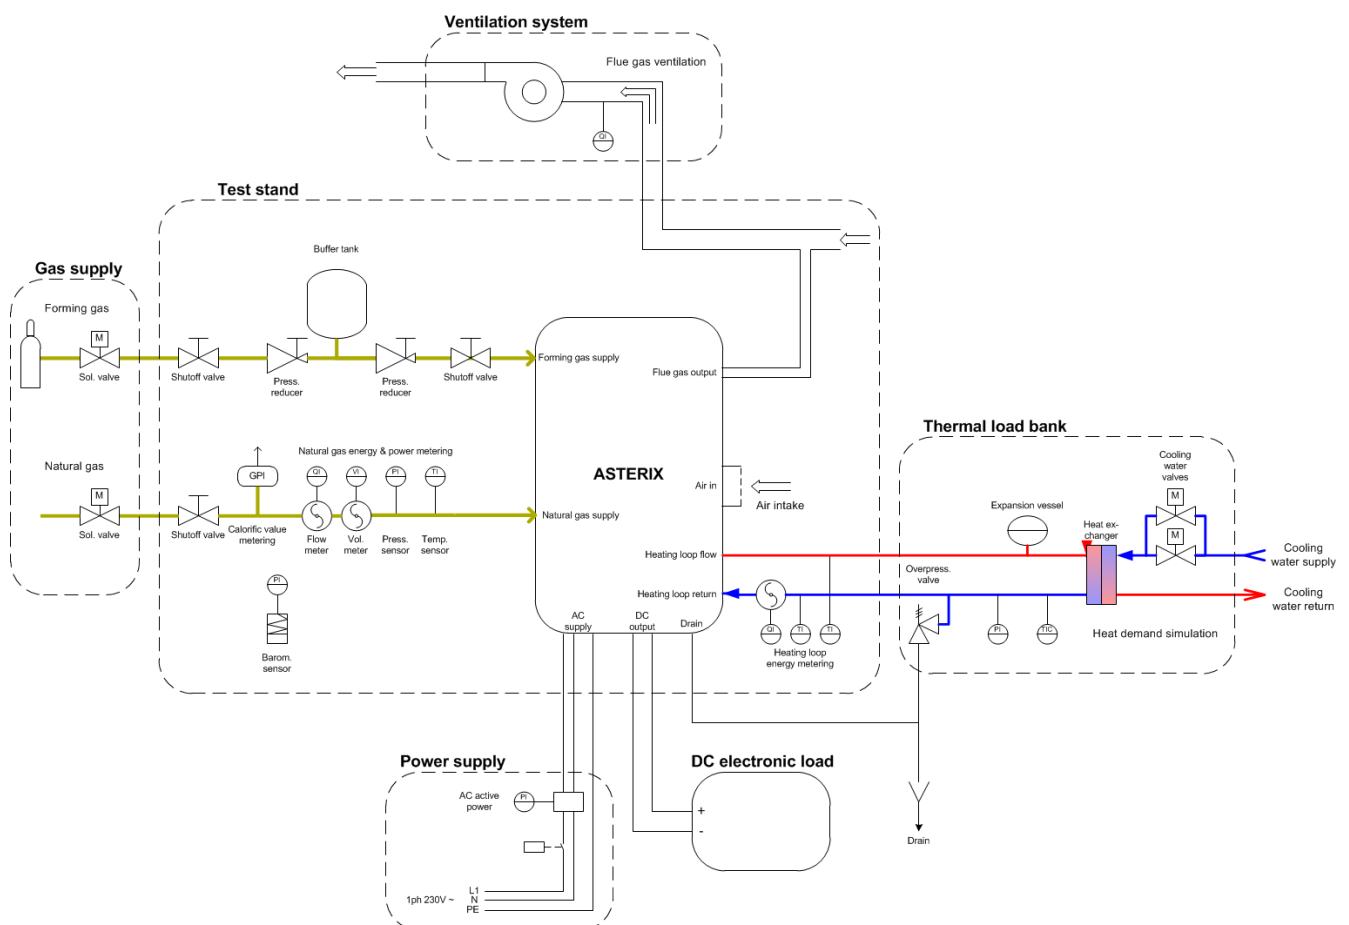 Ventilation system
Flue gas ventilation
QI
Test stand
Buffer tank
Gas supply
Forming gas
M
Sol. valve
Shutoff valve
Press.
reducer
Press.
reducer
Shutoff valve
Forming gas supply
Flue gas output
Natural gas
M
Sol. valve
Shutoff valve
GPI
Calorific value
metering
Natural gas energy & power metering
QI
VI
PI
TI
Flow
meter
Vol.
meter
Press.
sensor
Temp.
sensor
Natural gas supply
ASTERIX
Air in
Air intake
Heating loop flow
Heating loop return
AC
supply
DC
output
Drain
PI
Barom.
sensor
QI
TI
TI
Heating loop
energy metering
Thermal load bank
Cooling
water
valves
M
M
Expansion vessel
Heat ex-
changer
Overpress.
valve
PI
TIC
Heat demand simulation
Cooling
water supply
Cooling
water return
Drain
Power supply
AC active
power
PI
1ph 230V ~
L1
N
PE
DC electronic load
+
-